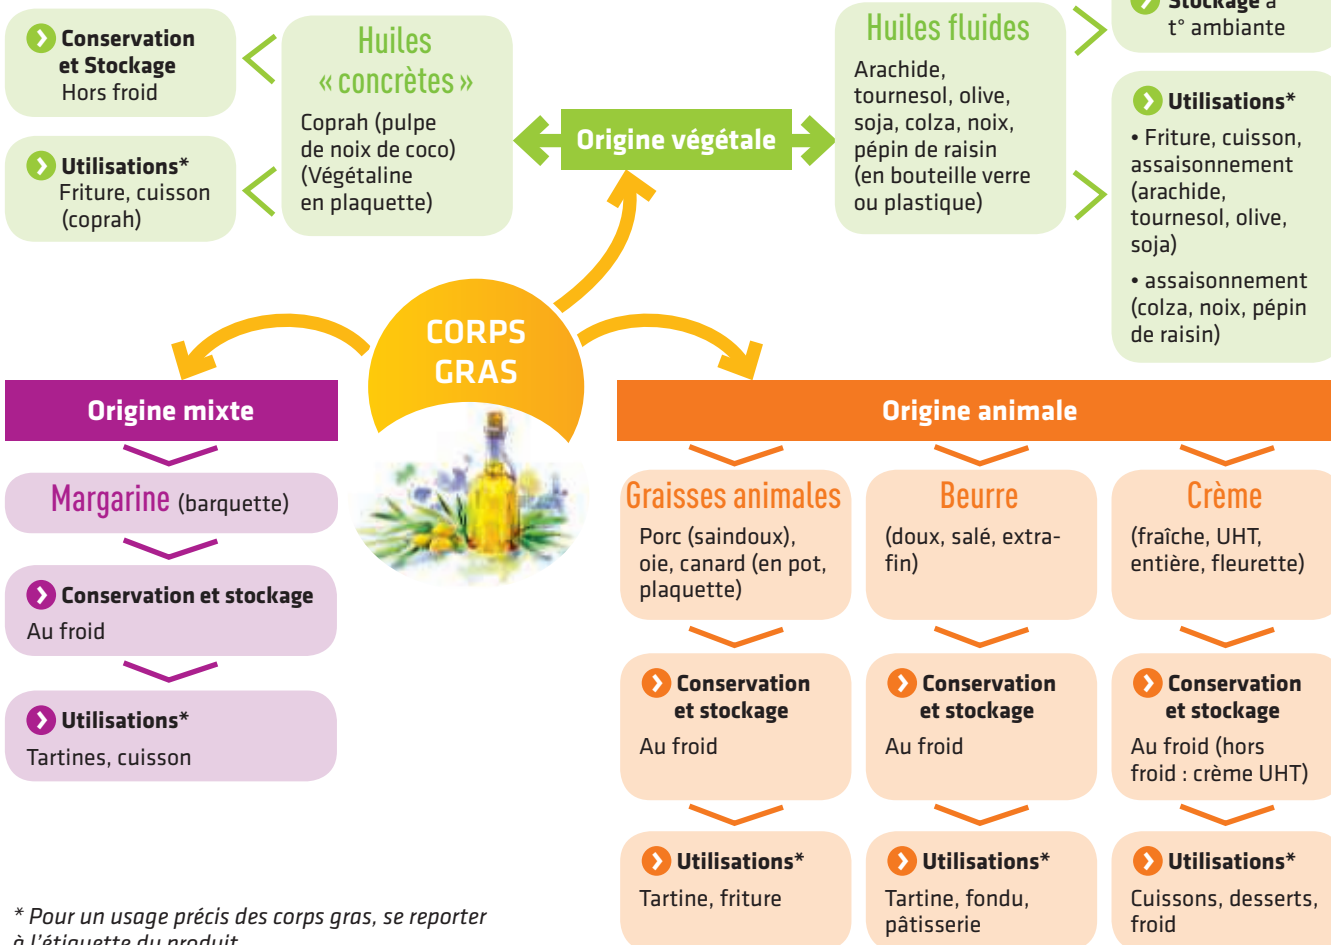 Conservation
et Stockage
Hors froid
Utilisations*
Friture, cuisson
(coprah)
Huiles
« concrètes »
Coprah (pulpe
de noix de coco)
(Végétaline
en plaquette)
Origine végétale
Huiles fluides
Arachide,
tournesol, olive,
soja, colza, noix,
pépin de raisin
(en bouteille verre
ou plastique)
Stockage à
t° ambiante
Utilisations*
• Friture, cuisson,
assaisonnement
(arachide,
tournesol, olive,
soja)
• assaisonnement
(colza, noix, pépin
de raisin)
CORPS
GRAS
Origine mixte
Margarine (barquette)
Conservation et stockage
Au froid
Utilisations*
Tartines, cuisson
Origine animale
Graisses animales
Porc (saindoux),
oie, canard (en pot,
plaquette)
Conservation
et stockage
Au froid
Utilisations*
Tartine, friture
Beurre
(doux, salé, extra-
fin)
Conservation
et stockage
Au froid
Utilisations*
Tartine, fondu,
pâtisserie
Crème
(fraîche, UHT,
entière, fleurette)
Conservation
et stockage
Au froid (hors
froid : crème UHT)
Utilisations*
Cuissons, desserts,
froid
* Pour un usage précis des corps gras, se reporter
à l'étiquette du produit